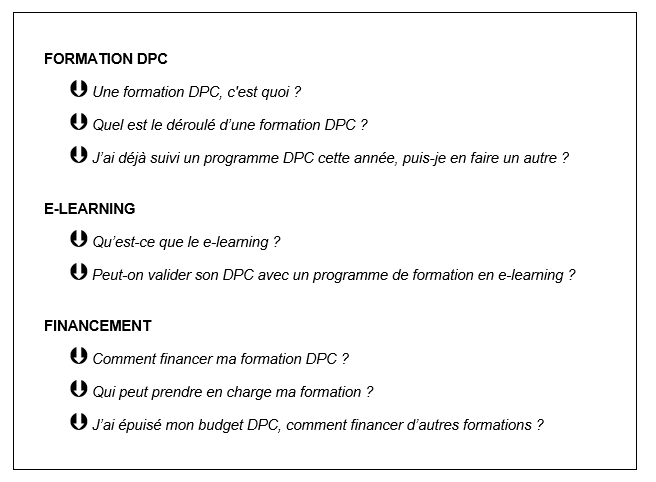 FORMATION DPC
Une formation DPC, c'est quoi ?
Quel est le déroulé d’une formation DPC ?
J’ai déjà suivi un programme DPC cette année, puis-je en faire un autre ?
E-LEARNING
Qu’est-ce que le e-learning ?
Peut-on valider son DPC avec un programme de formation en e-learning ?
FINANCEMENT
Comment financer ma formation DPC ?
Qui peut prendre en charge ma formation ?
J’ai épuisé mon budget DPC, comment financer d’autres formations ?